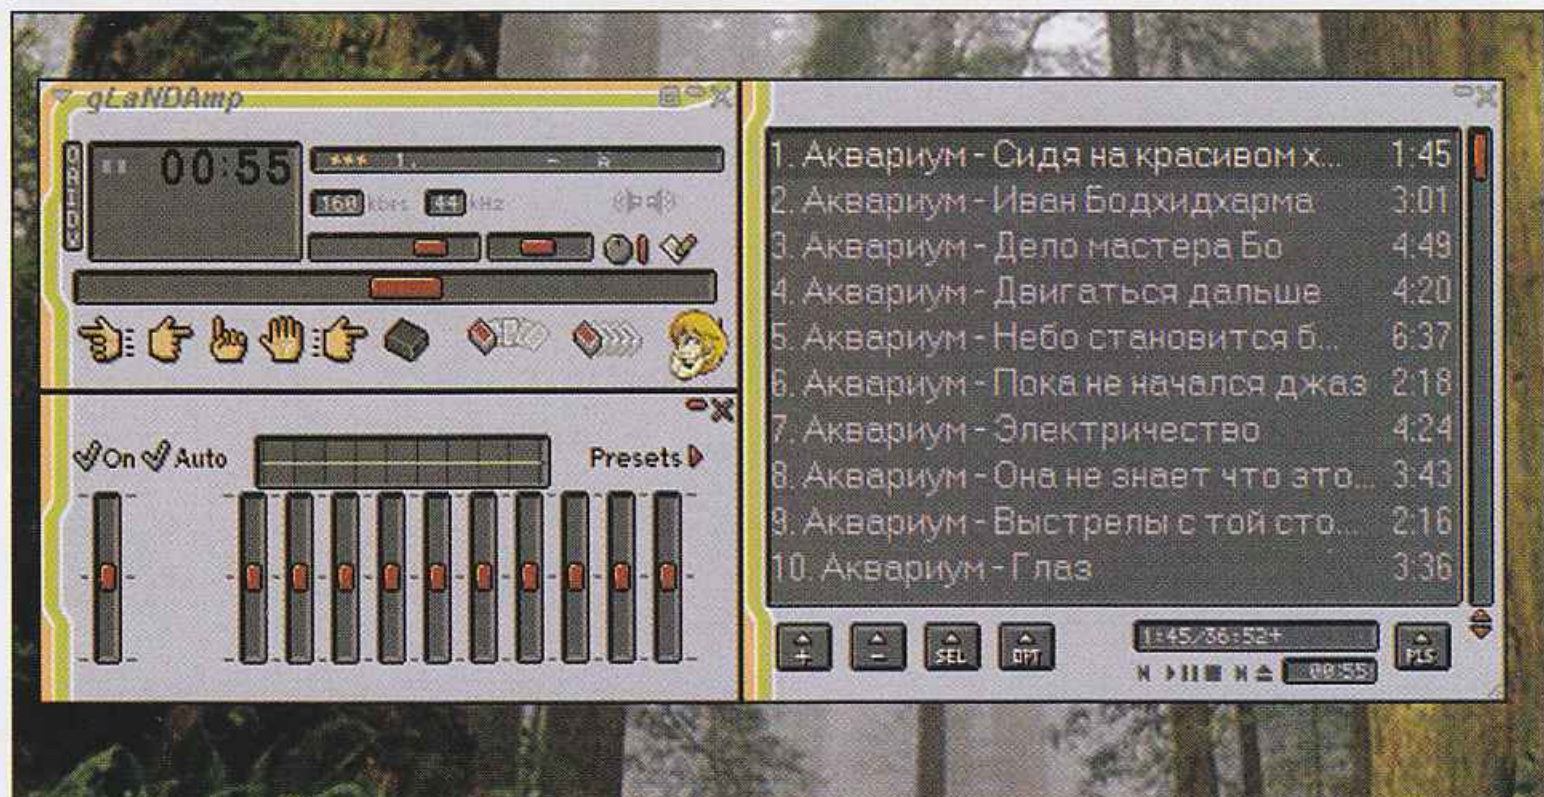 gLaNDAmp
OAIDV
00:55
*** 1. - A
160 kbps 44 kHz
On Auto
Presets
1. Аквариум - Сидя на красивом х... 1:45
2. Аквариум - Иван Бодхидхарма 3:01
3. Аквариум - Дело мастера Бо 4:49
4. Аквариум - Двигаться дальше 4:20
5. Аквариум - Небо становится б... 6:37
6. Аквариум - Пока не начался джаз 2:18
7. Аквариум - Электричество 4:24
8. Аквариум - Она не знает что это... 3:43
9. Аквариум - Выстрелы с той сто... 2:16
10. Аквариум - Глаз 3:36
+ - SEL OPT
1:45/36:52+
PLS
00:55